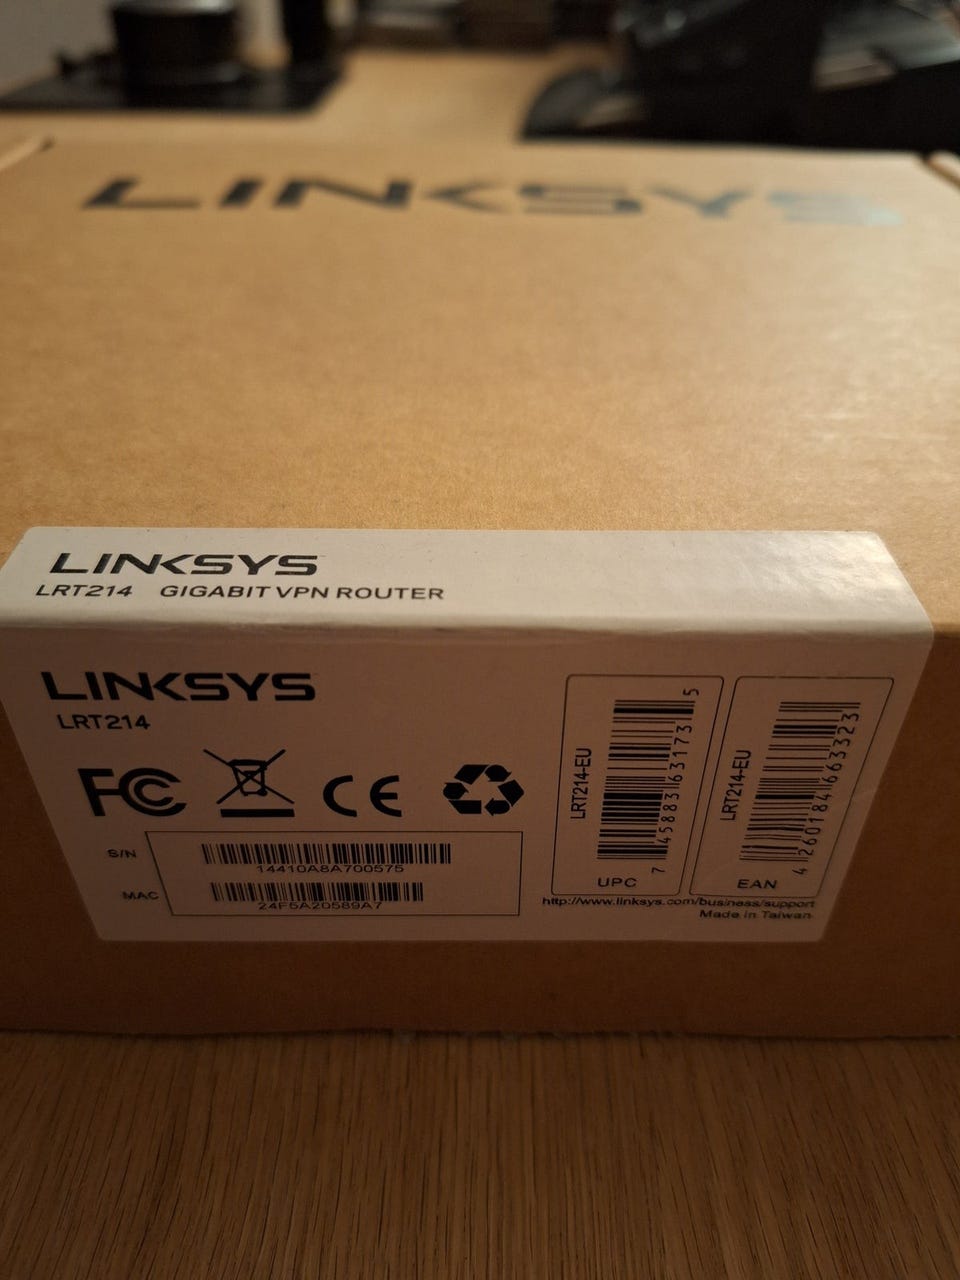 LINKSYS
LINKSYS
LRT214 GIGABIT VPN ROUTER
LINKSYS
LRT214
FC CE
S/N 14410A8A700575
MAC 24F5A20589A7
LRT214-EU
7 45883 63173 5
UPC
LRT214-EU
4 260184 663323
EAN
http://www.linksys.com/business/support
Made in Taiwan